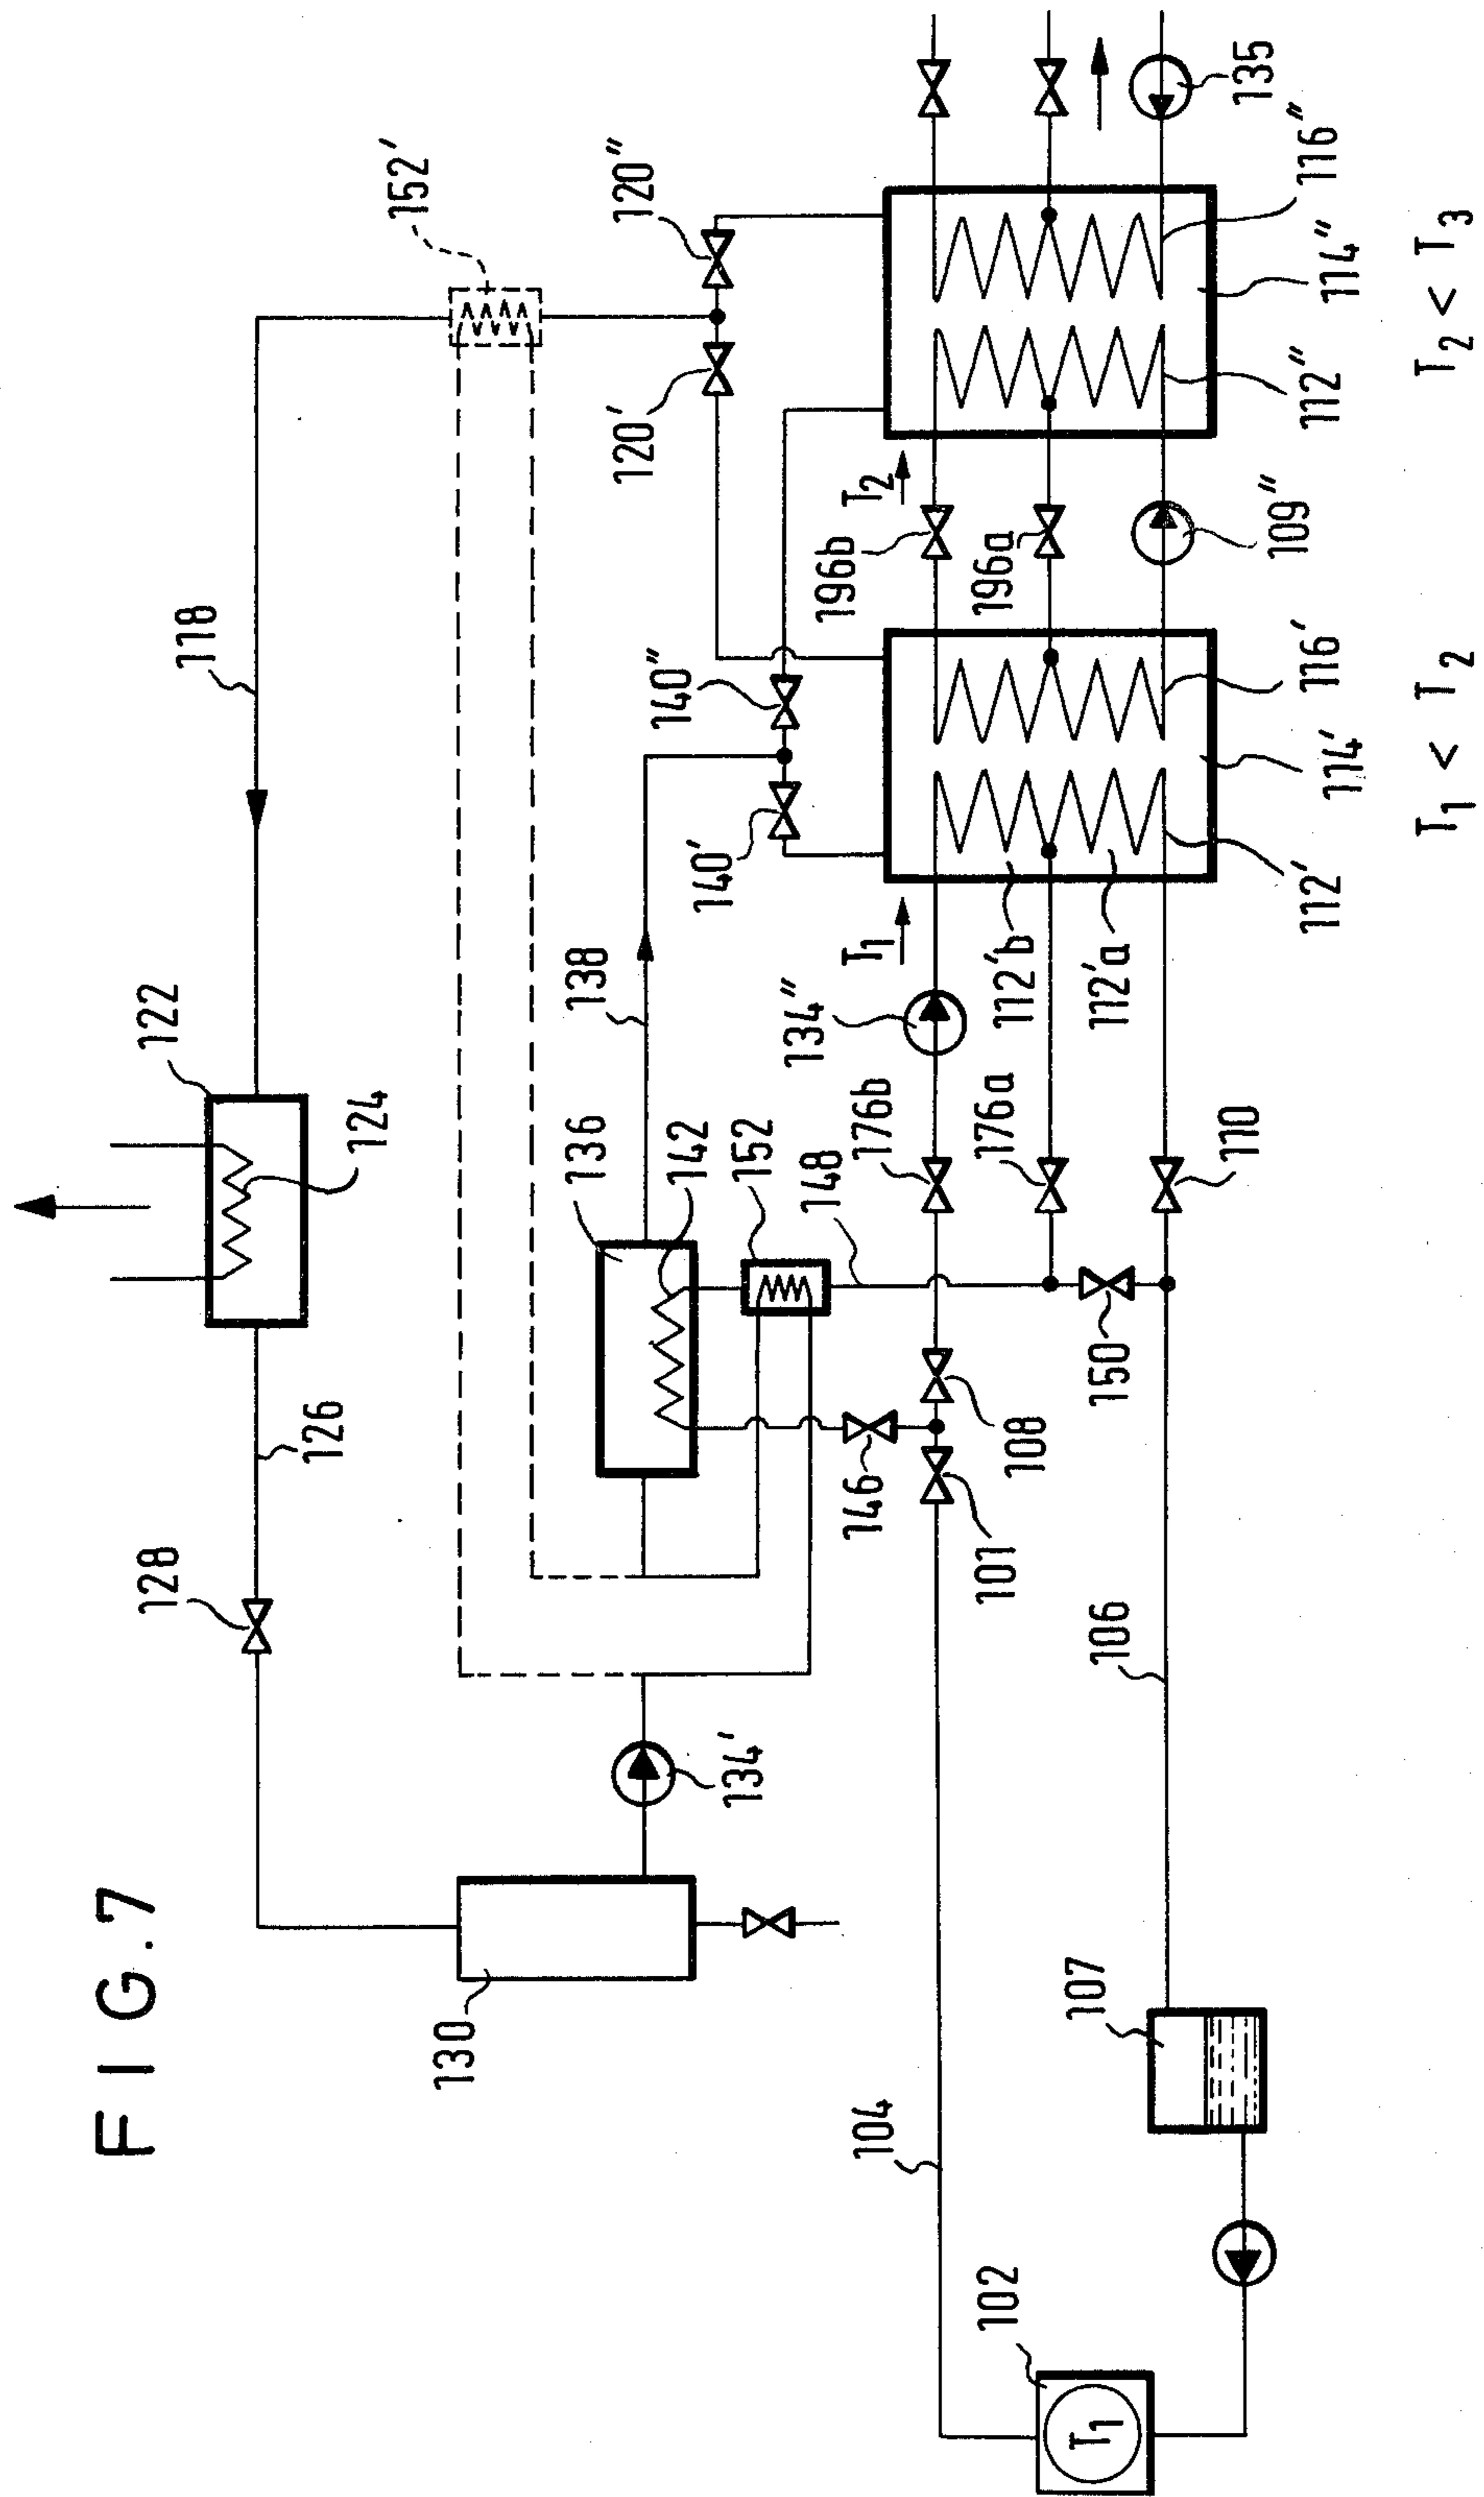 FIG. 7
128
126
122
118
124
152'
130
134'
136
142
152
148
138
140'
140"
120'
120"
104
101
146
108
150
176b
176a
134"
T1
112'b
112'a
110
196b
T2
196a
109"
135
102
T1
107
106
112'
114'
116'
112"
114"
116"
T1 < T2
T2 < T3